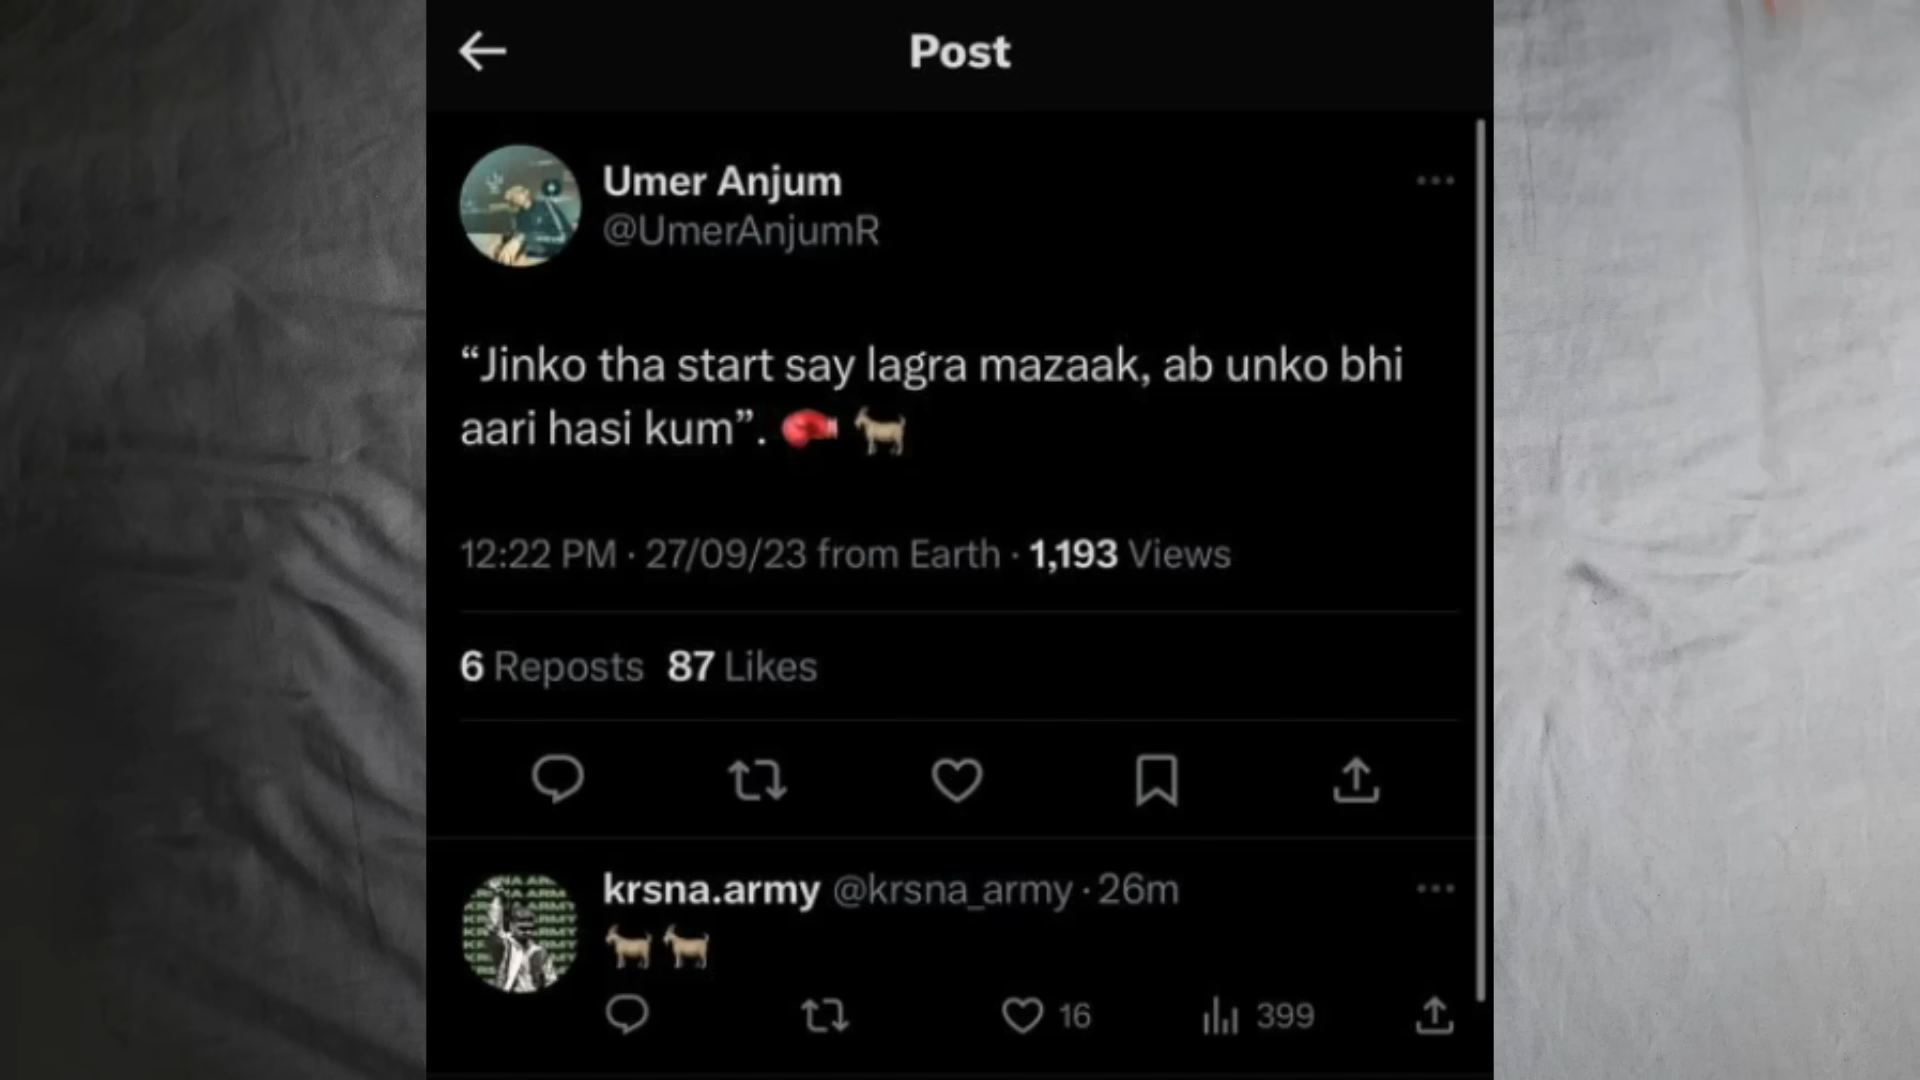 Post
Umer Anjum
@UmerAnjumR
“Jinko tha start say lagra mazaak, ab unko bhi
aari hasi kum”. 🥊 🐐
12:22 PM · 27/09/23 from Earth · 1,193 Views
6 Reposts 87 Likes
krsna.army @krsna_army · 26m
🐐 🐐
16 399